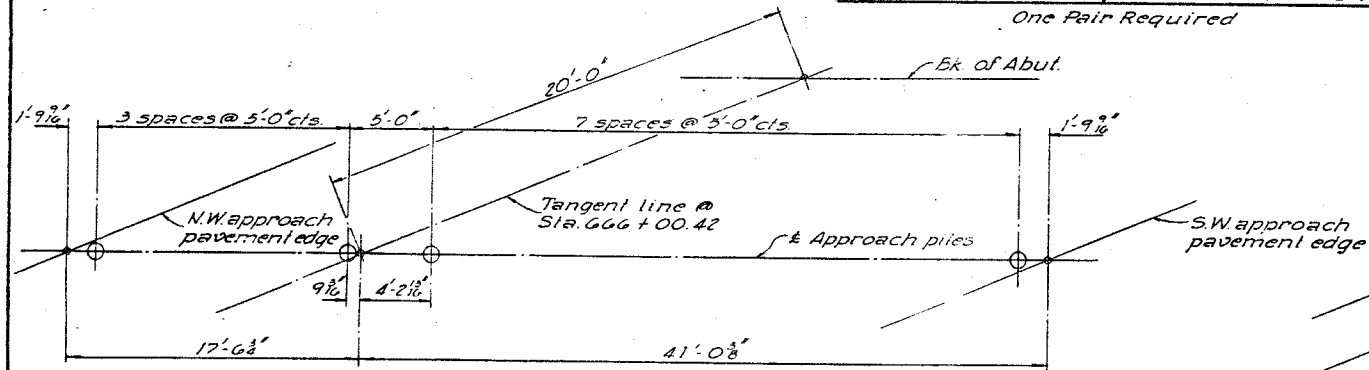 One Pair Required
Bk. of Abut.
20'-0"
1'-9 9/16"
3 spaces @ 5'-0" cts.
5'-0"
7 spaces @ 5'-0" cts.
1'-9 9/16"
N.W. approach
pavement edge
Tangent line @
Sta. 666 + 00.42
℄ Approach piles
S.W. approach
pavement edge
9 3/16"
4'-2 13/16"
17'-6 3/4"
41'-0 3/8"